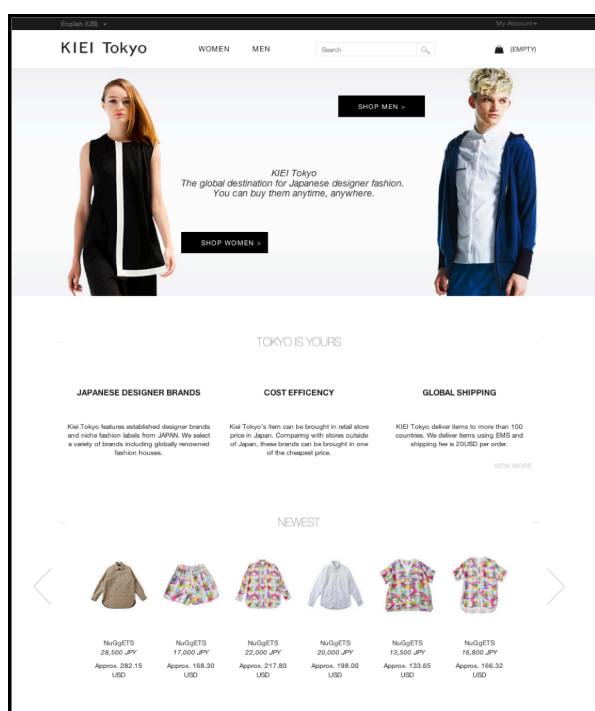 English (US)
My Account
KIEI Tokyo
WOMEN
MEN
Search
(EMPTY)
SHOP MEN >
KIEI Tokyo
The global destination for Japanese designer fashion.
You can buy them anytime, anywhere.
SHOP WOMEN >
TOKYO IS YOURS
JAPANESE DESIGNER BRANDS
Kiei Tokyo features established designer brands
and niche fashion labels from JAPAN. We select
a variety of brands including globally renowned
fashion houses.
COST EFFICENCY
Kiei Tokyo's item can be brought in retail store
price in Japan. Comparing with stores outside
of Japan, these brands can be brought in one
of the cheapest price.
GLOBAL SHIPPING
KIEI Tokyo deliver items to more than 100
countries. We deliver items using EMS and
shipping fee is 20USD per order.
VIEW MORE
NEWEST
NuGgETS
28,500 JPY
Approx. 282.15
USD
NuGgETS
17,000 JPY
Approx. 168.30
USD
NuGgETS
22,000 JPY
Approx. 217.80
USD
NuGgETS
20,000 JPY
Approx. 198.00
USD
NuGgETS
13,500 JPY
Approx. 133.65
USD
NuGgETS
16,800 JPY
Approx. 166.32
USD